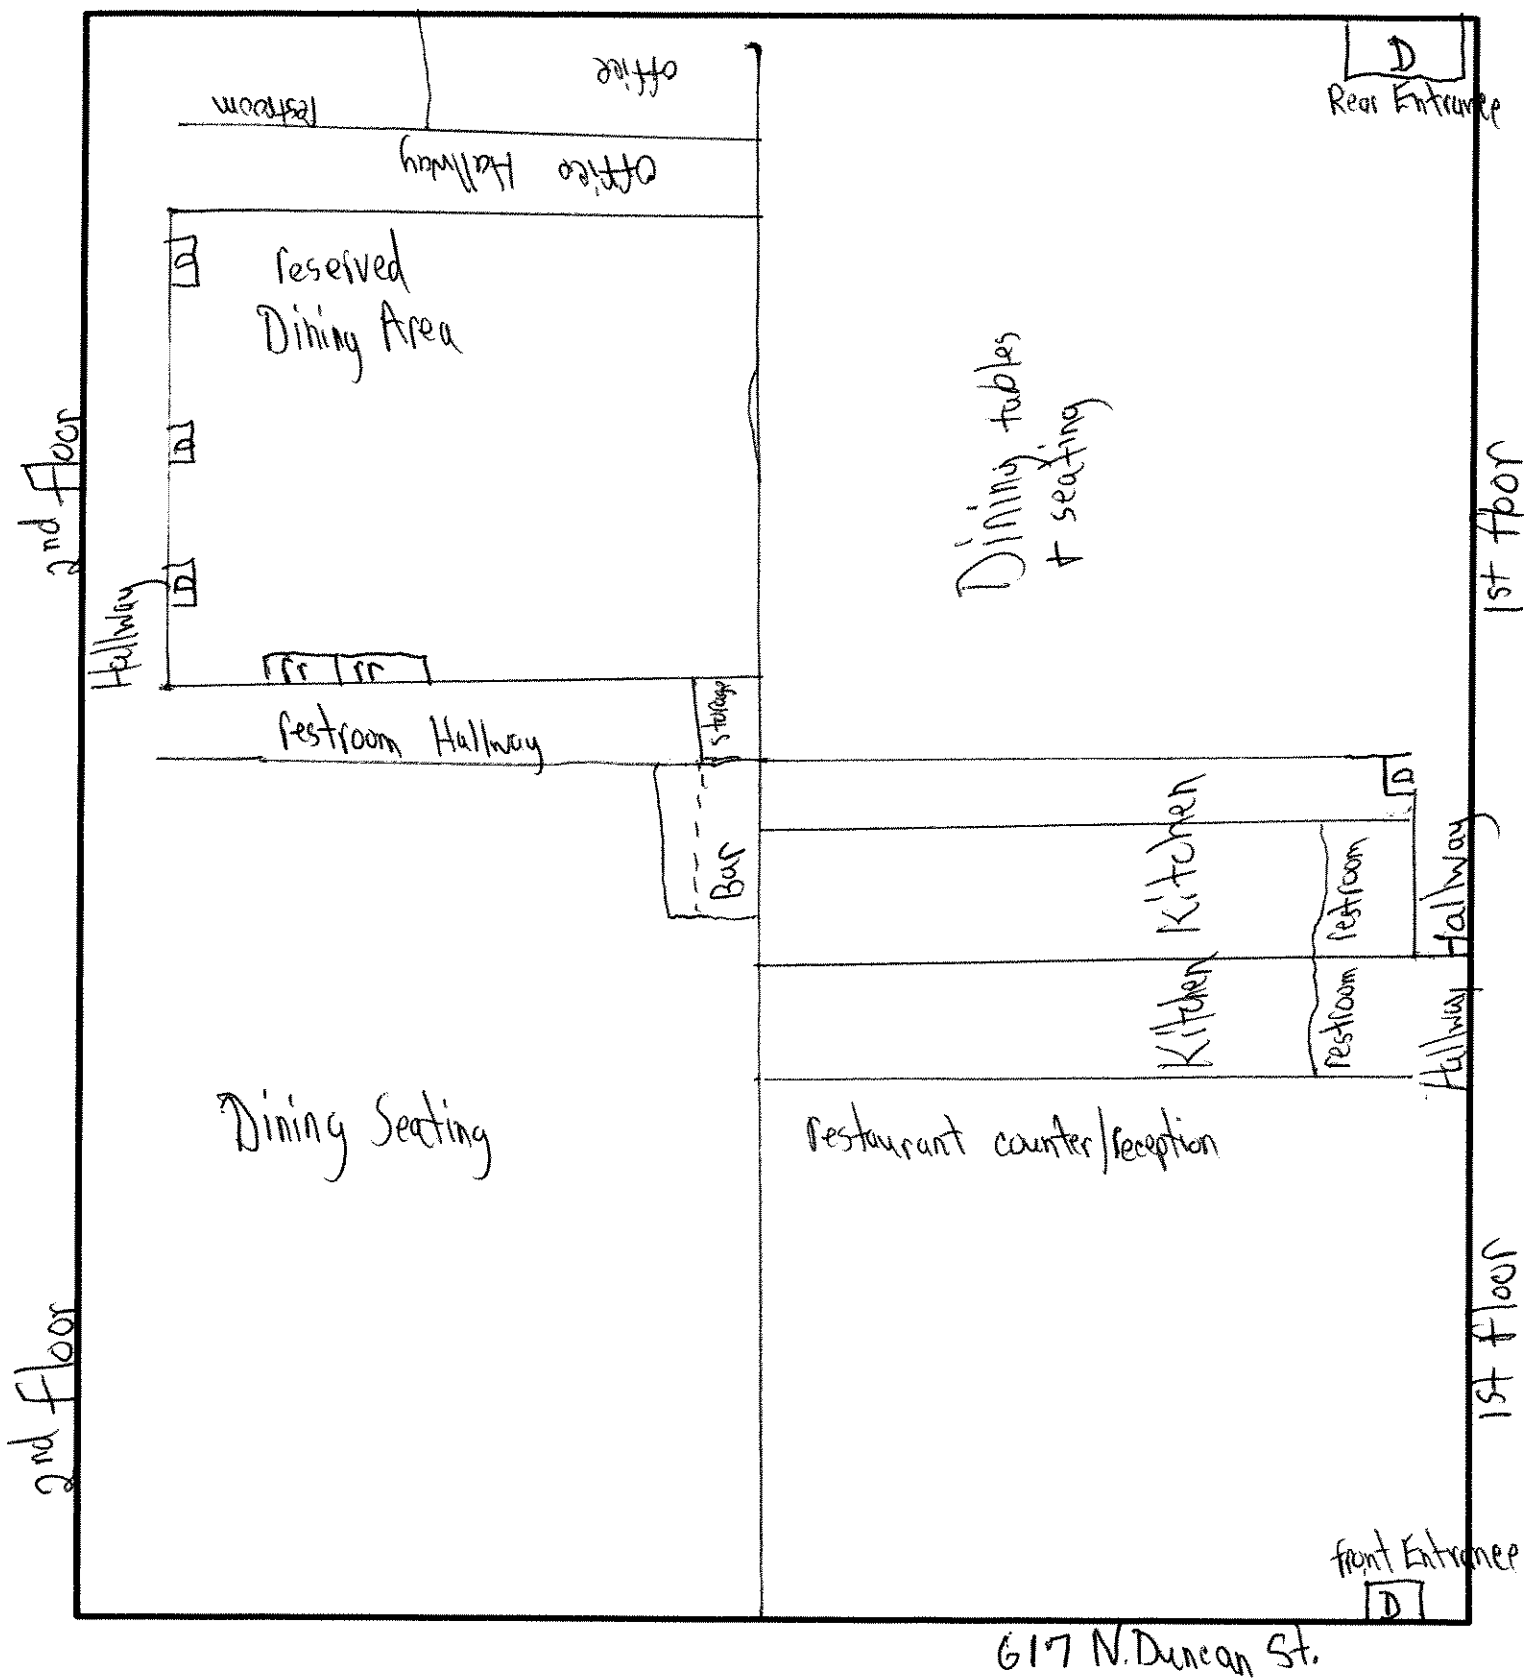 office
restroom
office Hallway
D
Rear Entrance
D
reserved
Dining Area
D
D
2nd Floor
Hallway
rr
rr
restroom Hallway
storage
Bar
Dining Seating
2nd floor
Dining tables
+ seating
1st floor
D
Kitchen
restroom
Hallway
Kitchen
restroom
Hallway
restaurant counter/reception
1st floor
front Entrance
D
617 N. Duncan St.